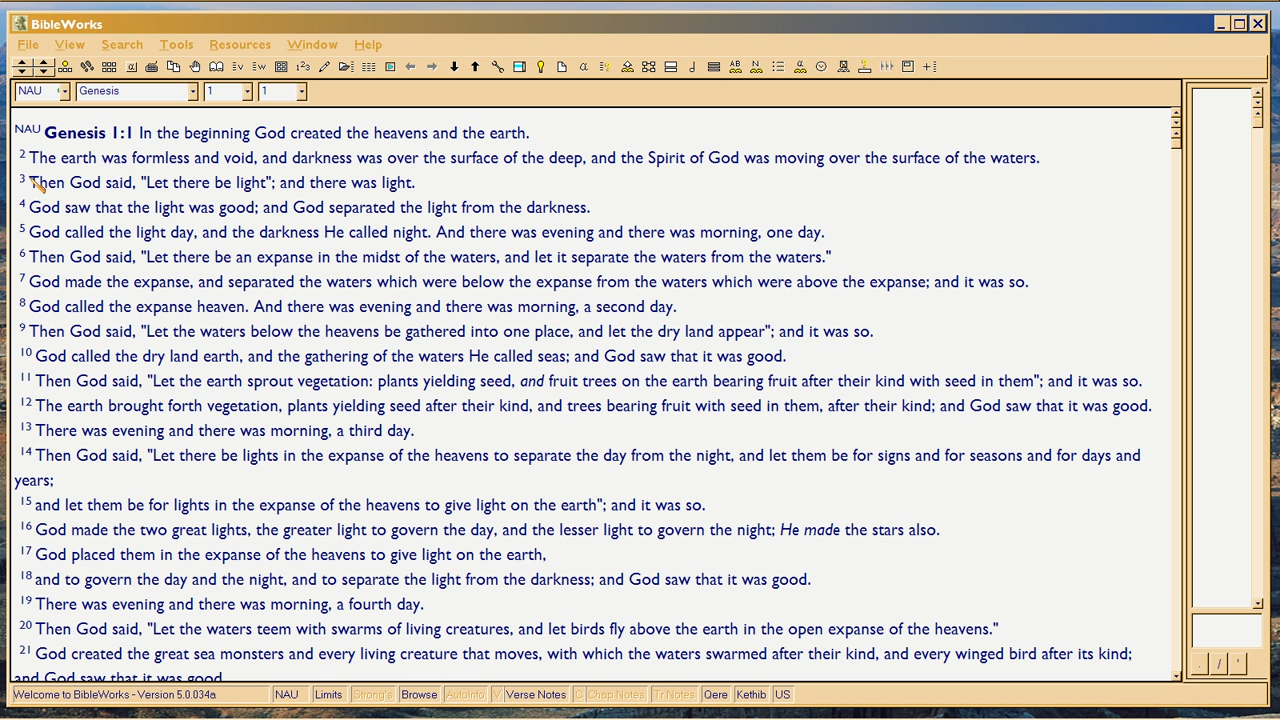 BibleWorks
File View Search Tools Resources Window Help
NAU Genesis 1 1
NAU Genesis 1:1 In the beginning God created the heavens and the earth.
2 The earth was formless and void, and darkness was over the surface of the deep, and the Spirit of God was moving over the surface of the waters.
3 Then God said, "Let there be light"; and there was light.
4 God saw that the light was good; and God separated the light from the darkness.
5 God called the light day, and the darkness He called night. And there was evening and there was morning, one day.
6 Then God said, "Let there be an expanse in the midst of the waters, and let it separate the waters from the waters."
7 God made the expanse, and separated the waters which were below the expanse from the waters which were above the expanse; and it was so.
8 God called the expanse heaven. And there was evening and there was morning, a second day.
9 Then God said, "Let the waters below the heavens be gathered into one place, and let the dry land appear"; and it was so.
10 God called the dry land earth, and the gathering of the waters He called seas; and God saw that it was good.
11 Then God said, "Let the earth sprout vegetation: plants yielding seed, and fruit trees on the earth bearing fruit after their kind with seed in them"; and it was so.
12 The earth brought forth vegetation, plants yielding seed after their kind, and trees bearing fruit with seed in them, after their kind; and God saw that it was good.
13 There was evening and there was morning, a third day.
14 Then God said, "Let there be lights in the expanse of the heavens to separate the day from the night, and let them be for signs and for seasons and for days and
years;
15 and let them be for lights in the expanse of the heavens to give light on the earth"; and it was so.
16 God made the two great lights, the greater light to govern the day, and the lesser light to govern the night; He made the stars also.
17 God placed them in the expanse of the heavens to give light on the earth,
18 and to govern the day and the night, and to separate the light from the darkness; and God saw that it was good.
19 There was evening and there was morning, a fourth day.
20 Then God said, "Let the waters teem with swarms of living creatures, and let birds fly above the earth in the open expanse of the heavens."
21 God created the great sea monsters and every living creature that moves, with which the waters swarmed after their kind, and every winged bird after its kind;
and God saw that it was good
. / '
Welcome to BibleWorks - Version 5.0.034a NAU Limits Strong's Browse AutoInfo V Verse Notes C Chep Notes Tr Notes Qere Kethib US